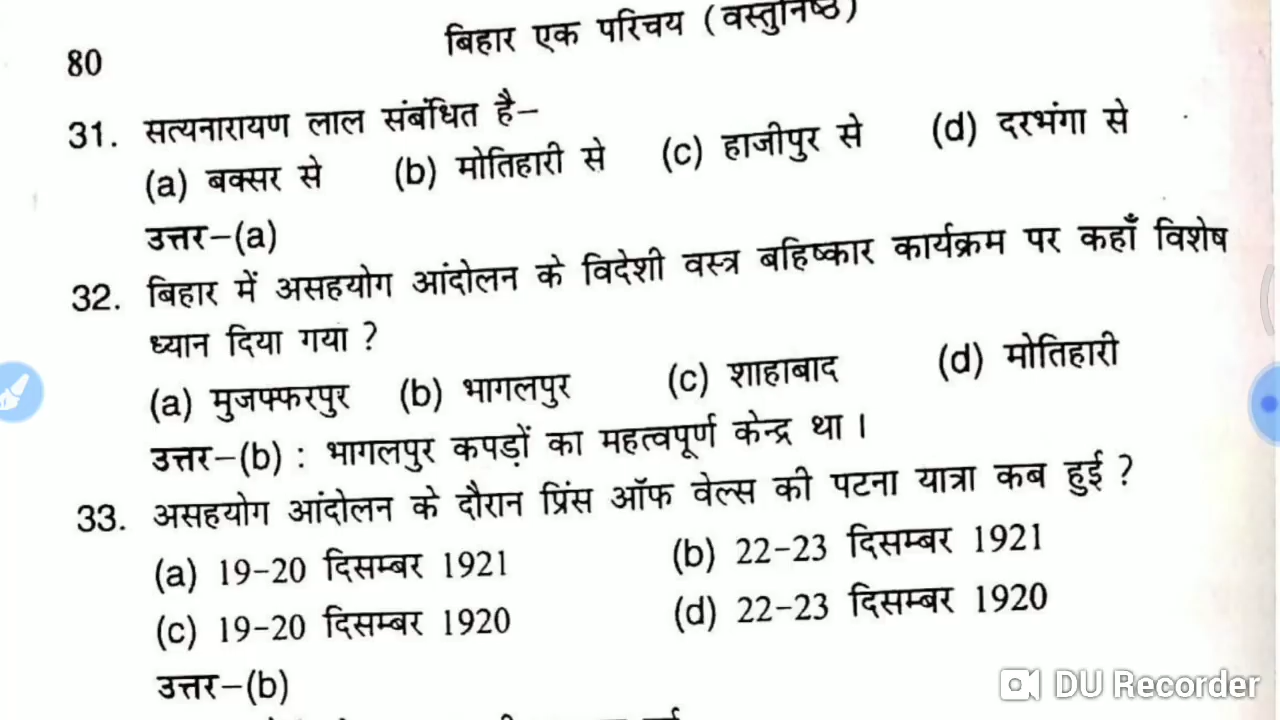 बिहार एक परिचय (वस्तुनिष्ठ)
80
31. सत्यनारायण लाल संबंधित है–
(a) बक्सर से (b) मोतिहारी से (c) हाजीपुर से (d) दरभंगा से
उत्तर–(a)
32. बिहार में असहयोग आंदोलन के विदेशी वस्त्र बहिष्कार कार्यक्रम पर कहाँ विशेष
ध्यान दिया गया ?
(a) मुजफ्फरपुर (b) भागलपुर (c) शाहाबाद (d) मोतिहारी
उत्तर–(b) : भागलपुर कपड़ों का महत्वपूर्ण केन्द्र था ।
33. असहयोग आंदोलन के दौरान प्रिंस ऑफ वेल्स की पटना यात्रा कब हुई ?
(a) 19–20 दिसम्बर 1921 (b) 22–23 दिसम्बर 1921
(c) 19–20 दिसम्बर 1920 (d) 22–23 दिसम्बर 1920
उत्तर–(b)
DU Recorder